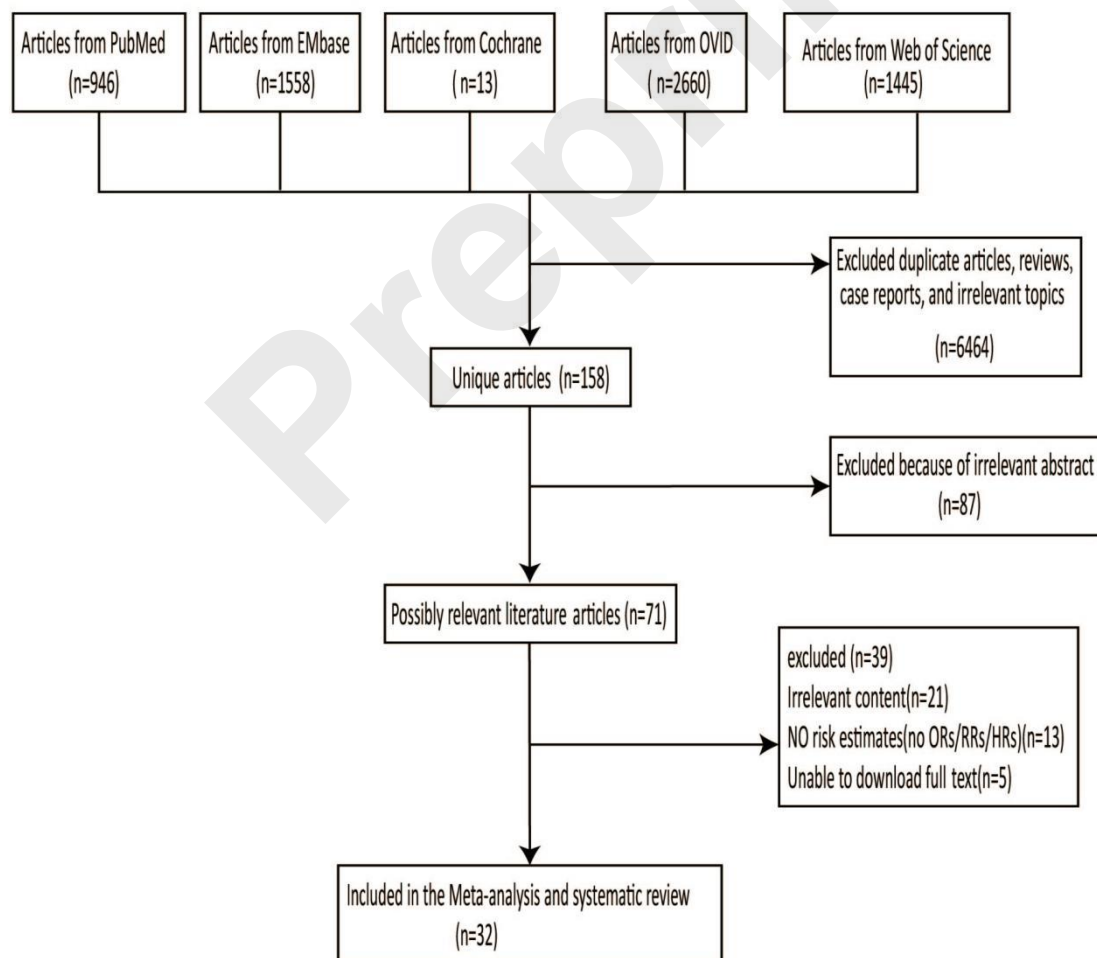 Articles from PubMed
(n=946)
Articles from EMbase
(n=1558)
Articles from Cochrane
( n=13)
Articles from OVID
( n=2660)
Articles from Web of Science
(n=1445)
Excluded duplicate articles, reviews,
case reports, and irrelevant topics
(n=6464)
Unique articles (n=158)
Excluded because of irrelevant abstract
(n=87)
Possibly relevant literature articles (n=71)
excluded (n=39)
Irrelevant content(n=21)
NO risk estimates(no ORs/RRs/HRs)(n=13)
Unable to download full text(n=5)
Included in the Meta-analysis and systematic review
(n=32)